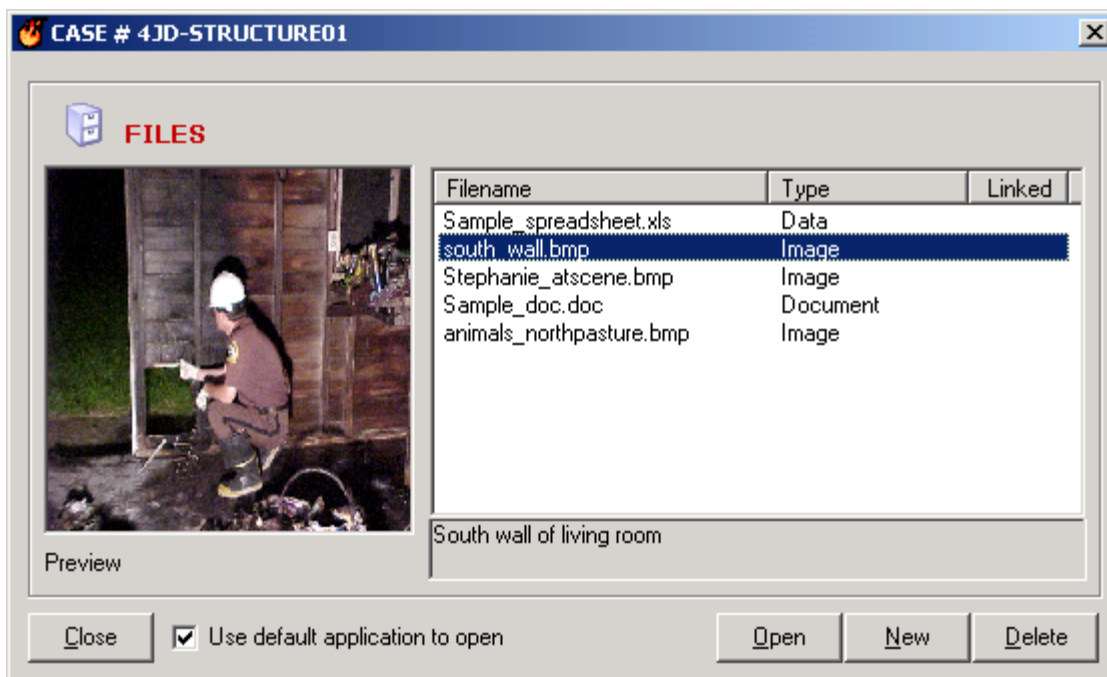 CASE # 4JD-STRUCTURE01
FILES
Filename Type Linked
Sample_spreadsheet.xls Data
south_wall.bmp Image
Stephanie_atscene.bmp Image
Sample_doc.doc Document
animals_northpasture.bmp Image
South wall of living room
Preview
Close Use default application to open Open New Delete